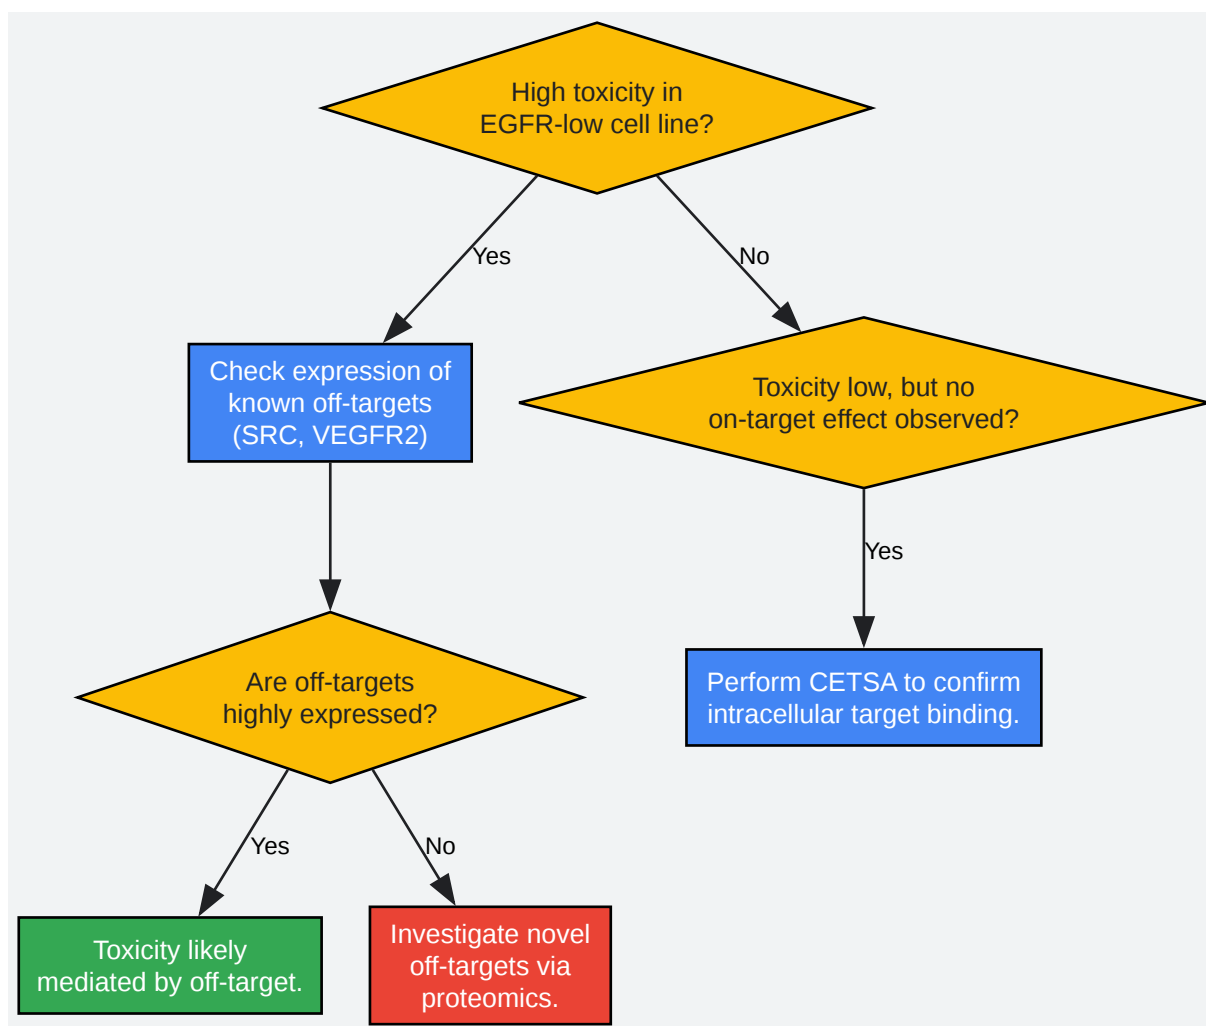 High toxicity in
EGFR-low cell line?
Yes
No
Check expression of
known off-targets
(SRC, VEGFR2)
Toxicity low, but no
on-target effect observed?
Yes
Are off-targets
highly expressed?
Perform CETSA to confirm
intracellular target binding.
Yes
No
Toxicity likely
mediated by off-target.
Investigate novel
off-targets via
proteomics.